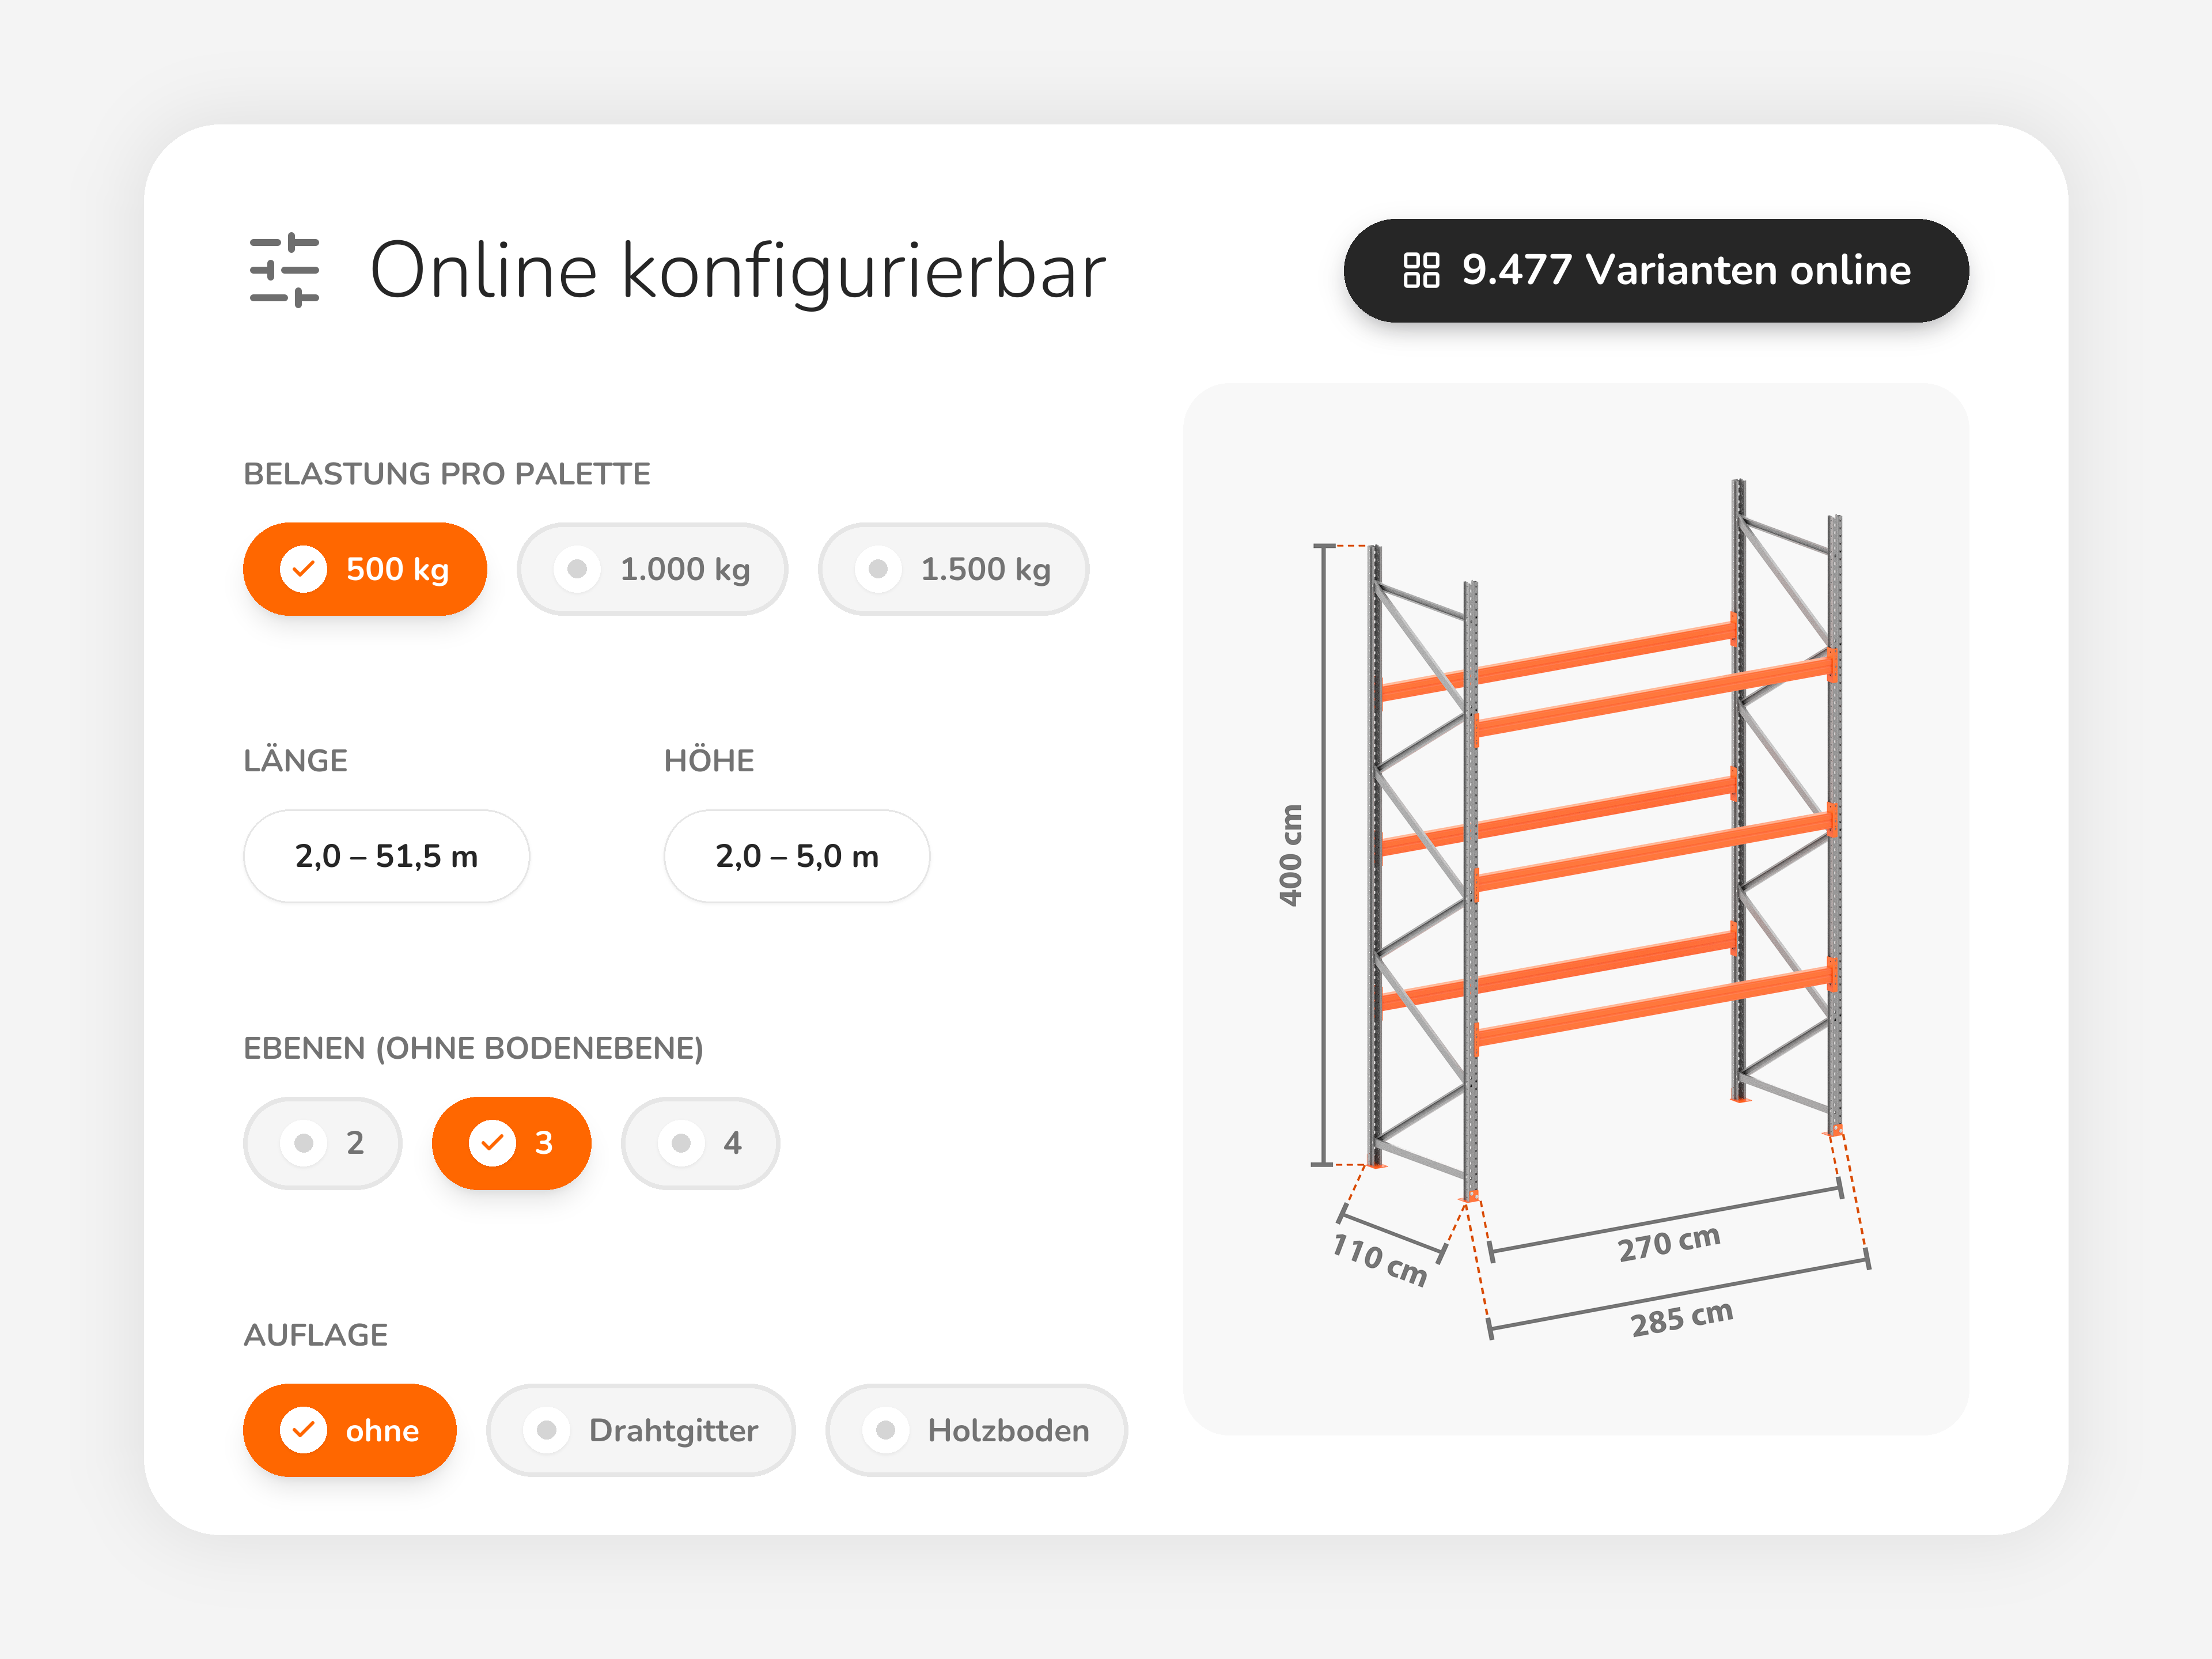 Online konfigurierbar
9.477 Varianten online
BELASTUNG PRO PALETTE
500 kg
1.000 kg
1.500 kg
LÄNGE
HÖHE
2,0 – 51,5 m
2,0 – 5,0 m
EBENEN (OHNE BODENEBENE)
2
3
4
AUFLAGE
ohne
Drahtgitter
Holzboden
400 cm
110 cm
270 cm
285 cm